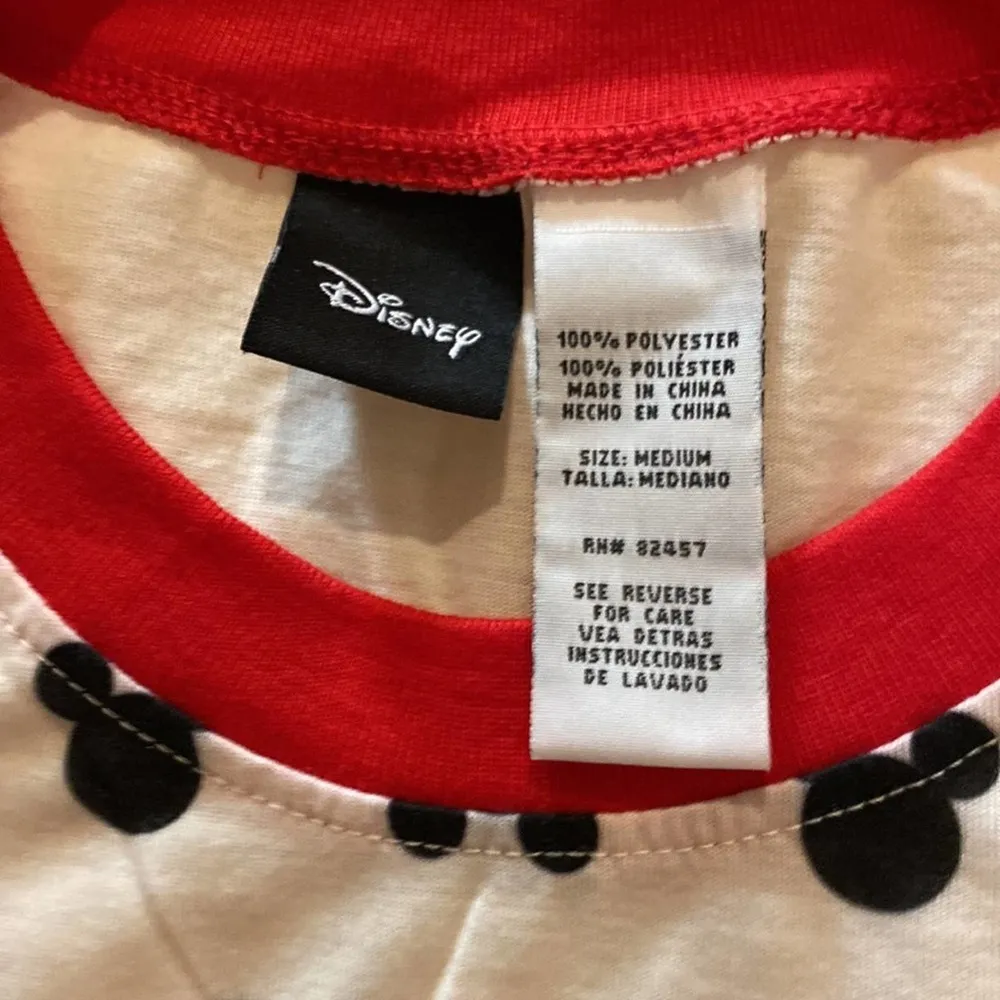 Disney
100% POLYESTER
100% POLIÉSTER
MADE IN CHINA
HECHO EN CHINA
SIZE: MEDIUM
TALLA: MEDIANO
RN# 82457
SEE REVERSE
FOR CARE
VEA DETRAS
INSTRUCCIONES
DE LAVADO